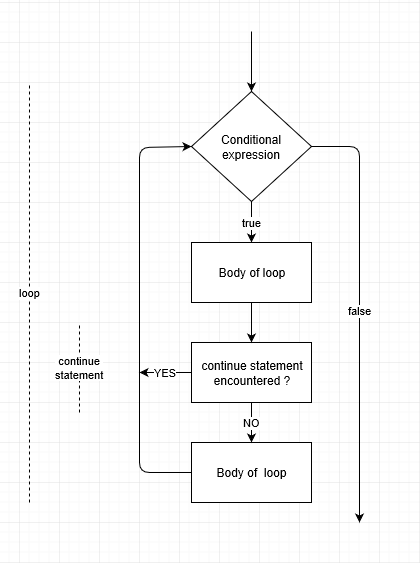 Conditional
expression
true
Body of loop
loop
false
continue
statement
YES
continue statement
encountered ?
NO
Body of loop